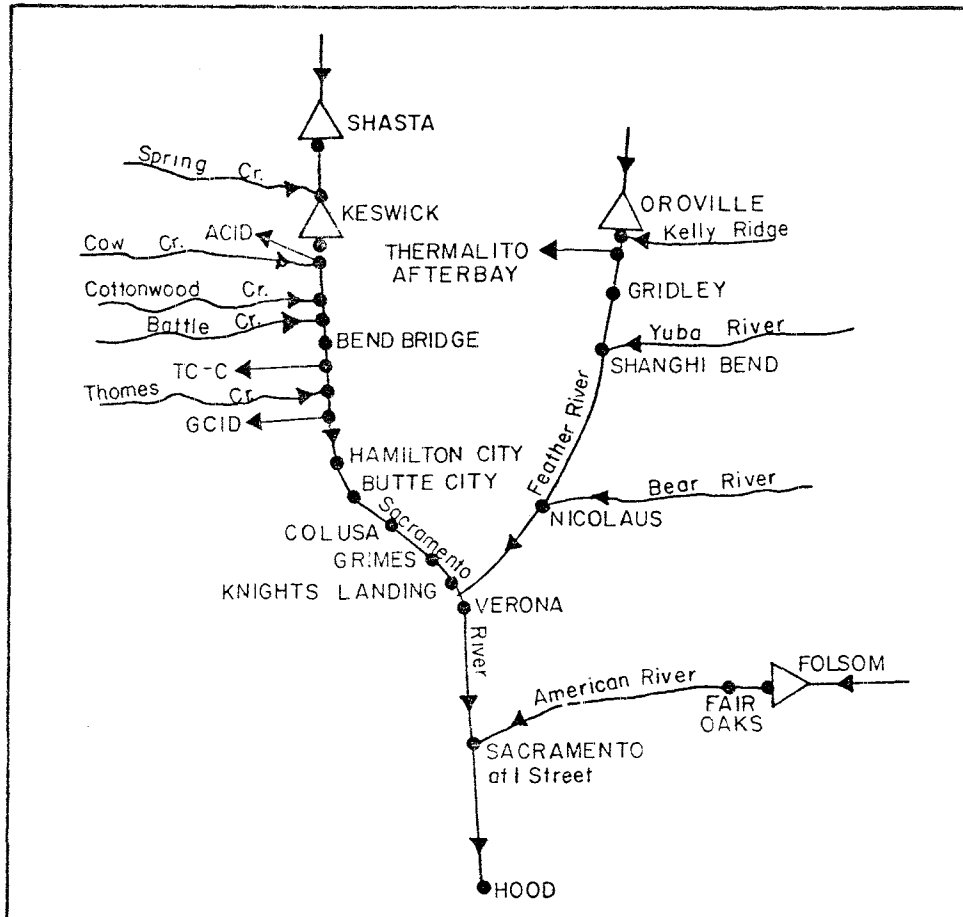 SHASTA
Spring Cr.
KESWICK
ACID
Cow Cr.
Cottonwood Cr.
Battle Cr.
BEND BRIDGE
TC-C
Thomes Cr.
GCID
HAMILTON CITY
BUTTE CITY
Sacramento
COLUSA
GRIMES
KNIGHTS LANDING
VERONA
River
OROVILLE
Kelly Ridge
THERMALITO
AFTERBAY
GRIDLEY
Yuba River
SHANGHI BEND
Feather River
Bear River
NICOLAUS
FOLSOM
American River
FAIR
OAKS
SACRAMENTO
at I Street
HOOD